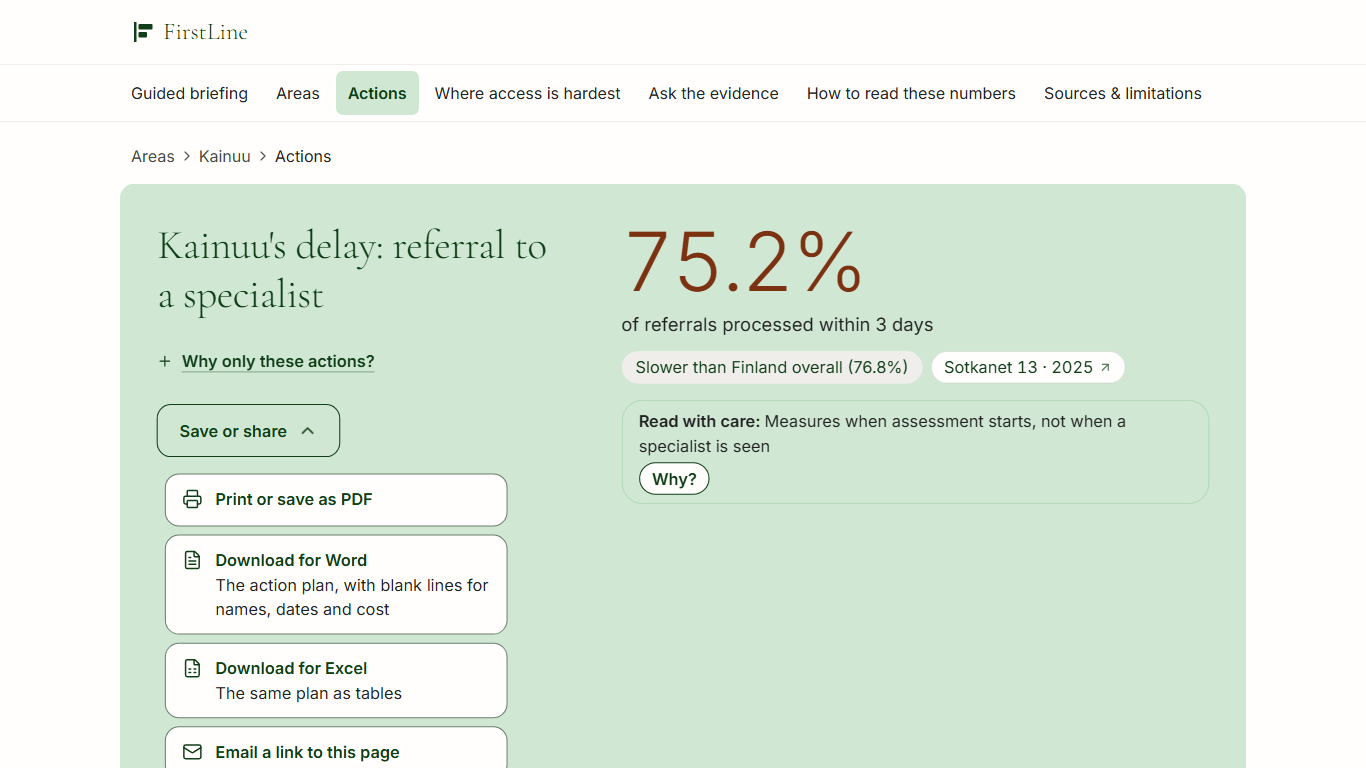 FirstLine
Guided briefing
Areas
Actions
Where access is hardest
Ask the evidence
How to read these numbers
Sources & limitations
Areas > Kainuu > Actions
Kainuu's delay: referral to
a specialist
+ Why only these actions?
Save or share
Print or save as PDF
Download for Word
The action plan, with blank lines for
names, dates and cost
Download for Excel
The same plan as tables
Email a link to this page
75.2%
of referrals processed within 3 days
Slower than Finland overall (76.8%)
Sotkanet 13 · 2025 ↗
Read with care: Measures when assessment starts, not when a
specialist is seen
Why?